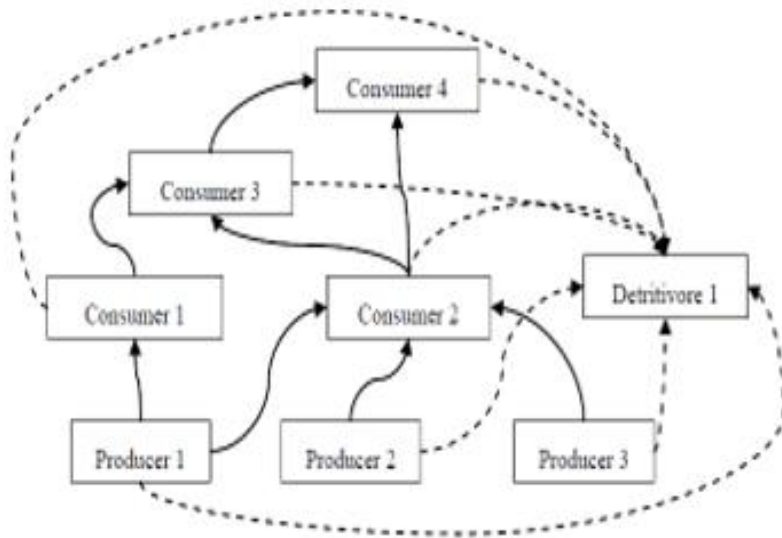 Consumer 4
Consumer 3
Consumer 1
Consumer 2
Detritivore 1
Producer 1
Producer 2
Producer 3